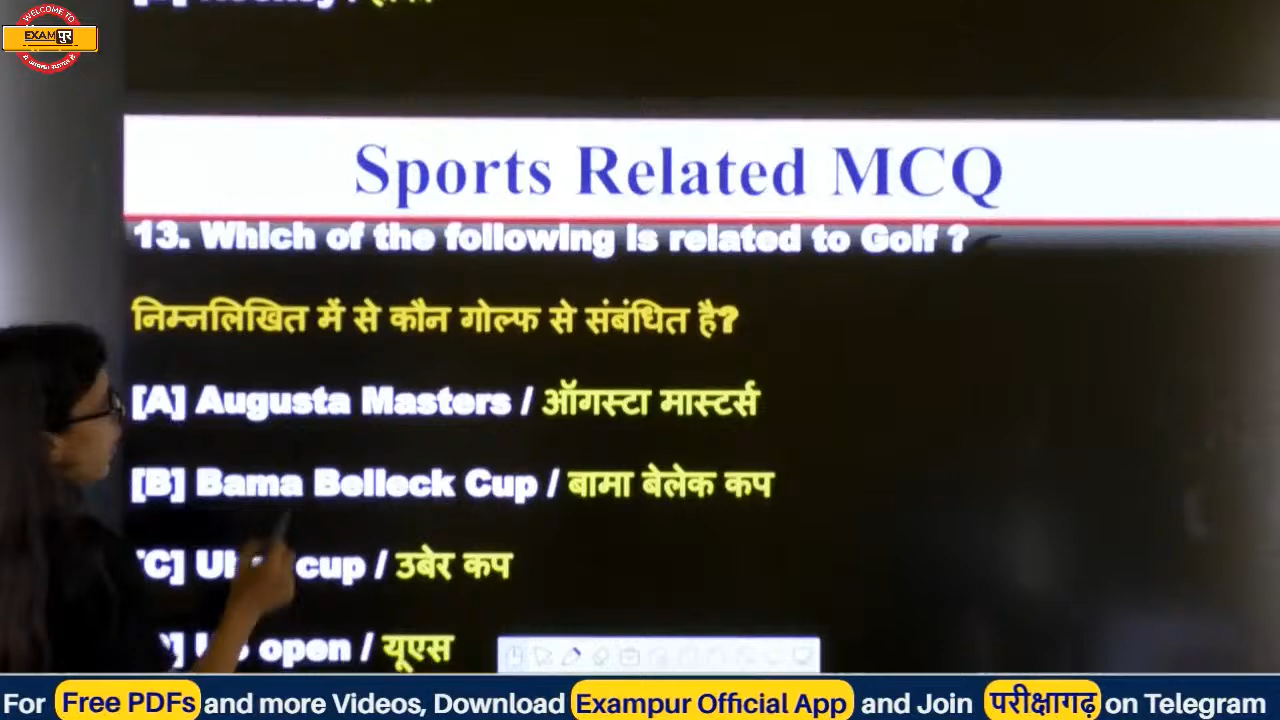 WELCOME TO
EXAMपुर
Sports Related MCQ
13. Which of the following is related to Golf ?
निम्नलिखित में से कौन गोल्फ से संबंधित है?
[A] Augusta Masters / ऑगस्टा मास्टर्स
[B] Bama Belleck Cup / बामा बेलेक कप
C] cup / उबेर कप
open / यूएस
For Free PDFs and more Videos, Download Exampur Official App and Join परीक्षागढ़ on Telegram